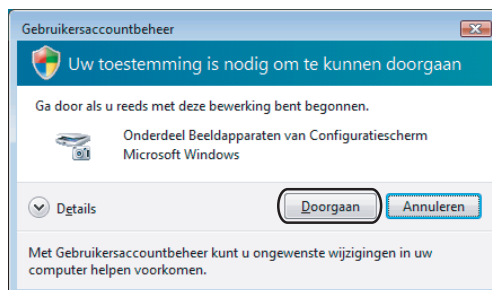 Gebruikersaccountbeheer
Uw toestemming is nodig om te kunnen doorgaan
Ga door als u reeds met deze bewerking bent begonnen.
Onderdeel Beeldapparaten van Configuratiescherm
Microsoft Windows
Details
Doorgaan
Annuleren
Met Gebruikersaccountbeheer kunt u ongewenste wijzigingen in uw
computer helpen voorkomen.